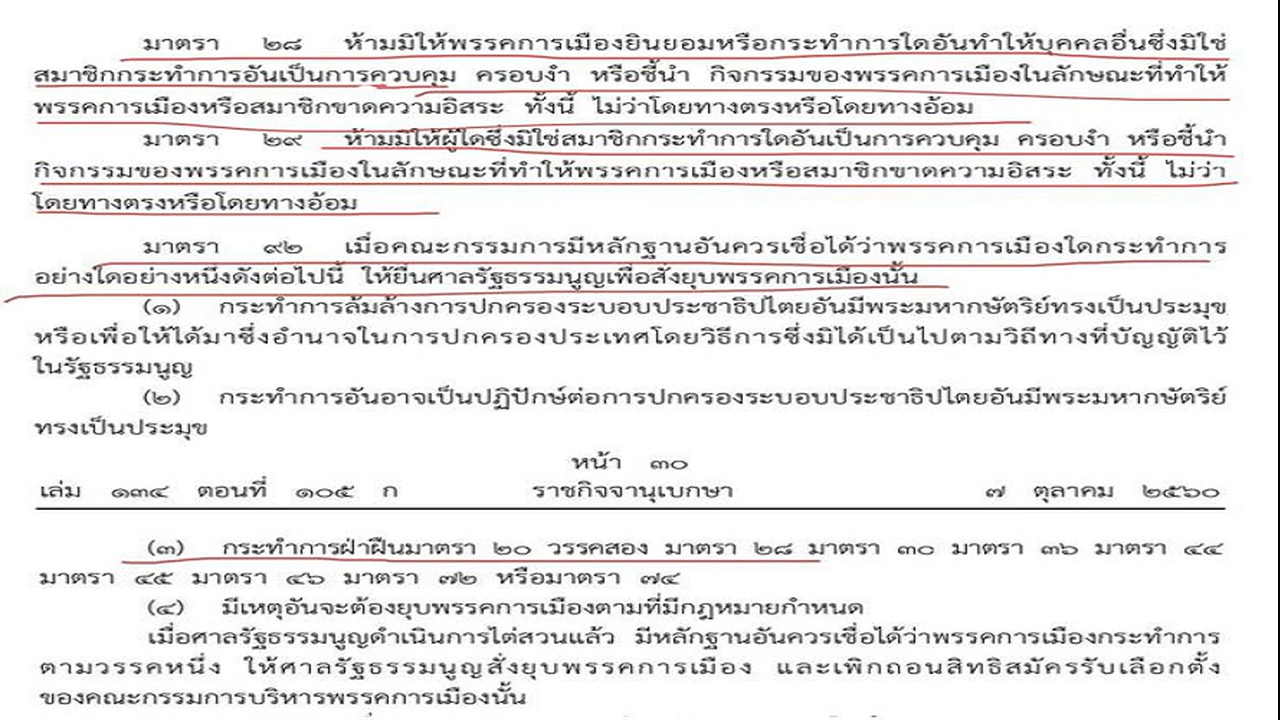 มาตรา ๒๘ ห้ามมิให้พรรคการเมืองยินยอมหรือกระทำการใดอันทำให้บุคคลอื่นซึ่งมิใช่
สมาชิกกระทำการอันเป็นการควบคุม ครอบงำ หรือชี้นำ กิจกรรมของพรรคการเมืองในลักษณะที่ทำให้
พรรคการเมืองหรือสมาชิกขาดความอิสระ ทั้งนี้ ไม่ว่าโดยทางตรงหรือโดยทางอ้อม
มาตรา ๒๙ ห้ามมิให้ผู้ใดซึ่งมิใช่สมาชิกกระทำการใดอันเป็นการควบคุม ครอบงำ หรือชี้นำ
กิจกรรมของพรรคการเมืองในลักษณะที่ทำให้พรรคการเมืองหรือสมาชิกขาดความอิสระ ทั้งนี้ ไม่ว่า
โดยทางตรงหรือโดยทางอ้อม
มาตรา ๙๒ เมื่อคณะกรรมการมีหลักฐานอันควรเชื่อได้ว่าพรรคการเมืองใดกระทำการ
อย่างใดอย่างหนึ่งดังต่อไปนี้ ให้ยื่นศาลรัฐธรรมนูญเพื่อสั่งยุบพรรคการเมืองนั้น
(๑) กระทำการล้มล้างการปกครองระบอบประชาธิปไตยอันมีพระมหากษัตริย์ทรงเป็นประมุข
หรือเพื่อให้ได้มาซึ่งอำนาจในการปกครองประเทศโดยวิธีการซึ่งมิได้เป็นไปตามวิถีทางที่บัญญัติไว้
ในรัฐธรรมนูญ
(๒) กระทำการอันอาจเป็นปฏิปักษ์ต่อการปกครองระบอบประชาธิปไตยอันมีพระมหากษัตริย์
ทรงเป็นประมุข
หน้า ๓๐
เล่ม ๑๓๔ ตอนที่ ๑๐๕ ก ราชกิจจานุเบกษา ๗ ตุลาคม ๒๕๖๐
(๓) กระทำการฝ่าฝืนมาตรา ๒๐ วรรคสอง มาตรา ๒๘ มาตรา ๓๐ มาตรา ๓๖ มาตรา ๔๔
มาตรา ๔๕ มาตรา ๔๖ มาตรา ๗๒ หรือมาตรา ๗๔
(๔) มีเหตุอันจะต้องยุบพรรคการเมืองตามที่มีกฎหมายกำหนด
เมื่อศาลรัฐธรรมนูญดำเนินการไต่สวนแล้ว มีหลักฐานอันควรเชื่อได้ว่าพรรคการเมืองกระทำการ
ตามวรรคหนึ่ง ให้ศาลรัฐธรรมนูญสั่งยุบพรรคการเมือง และเพิกถอนสิทธิสมัครรับเลือกตั้ง
ของคณะกรรมการบริหารพรรคการเมืองนั้น